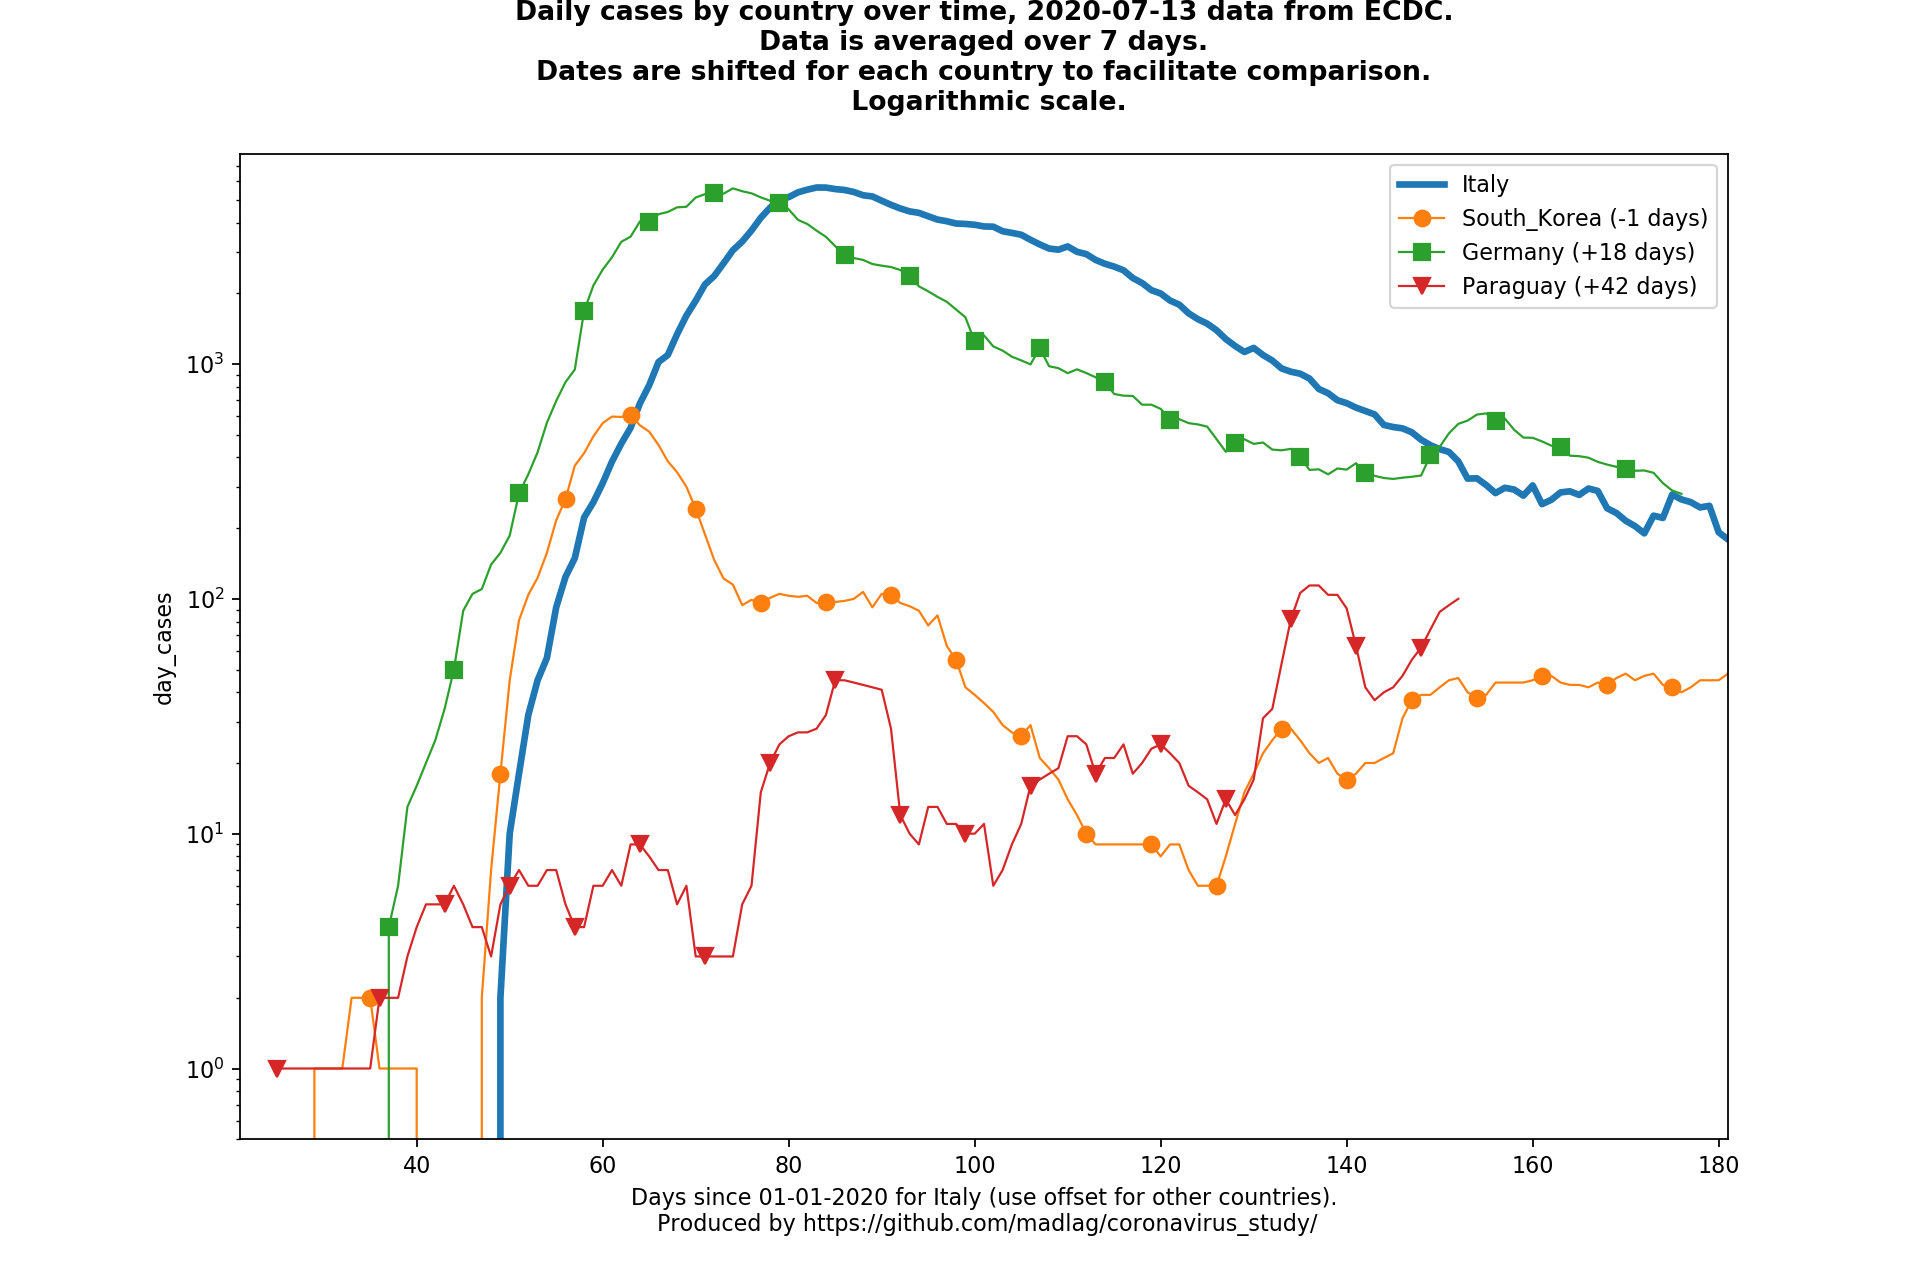 Daily cases by country over time, 2020-07-13 data from ECDC.
Data is averaged over 7 days.
Dates are shifted for each country to facilitate comparison.
Logarithmic scale.
Italy
South_Korea (-1 days)
Germany (+18 days)
Paraguay (+42 days)
day_cases
10³
10²
10¹
10⁰
40 60 80 100 120 140 160 180
Days since 01-01-2020 for Italy (use offset for other countries).
Produced by https://github.com/madlag/coronavirus_study/